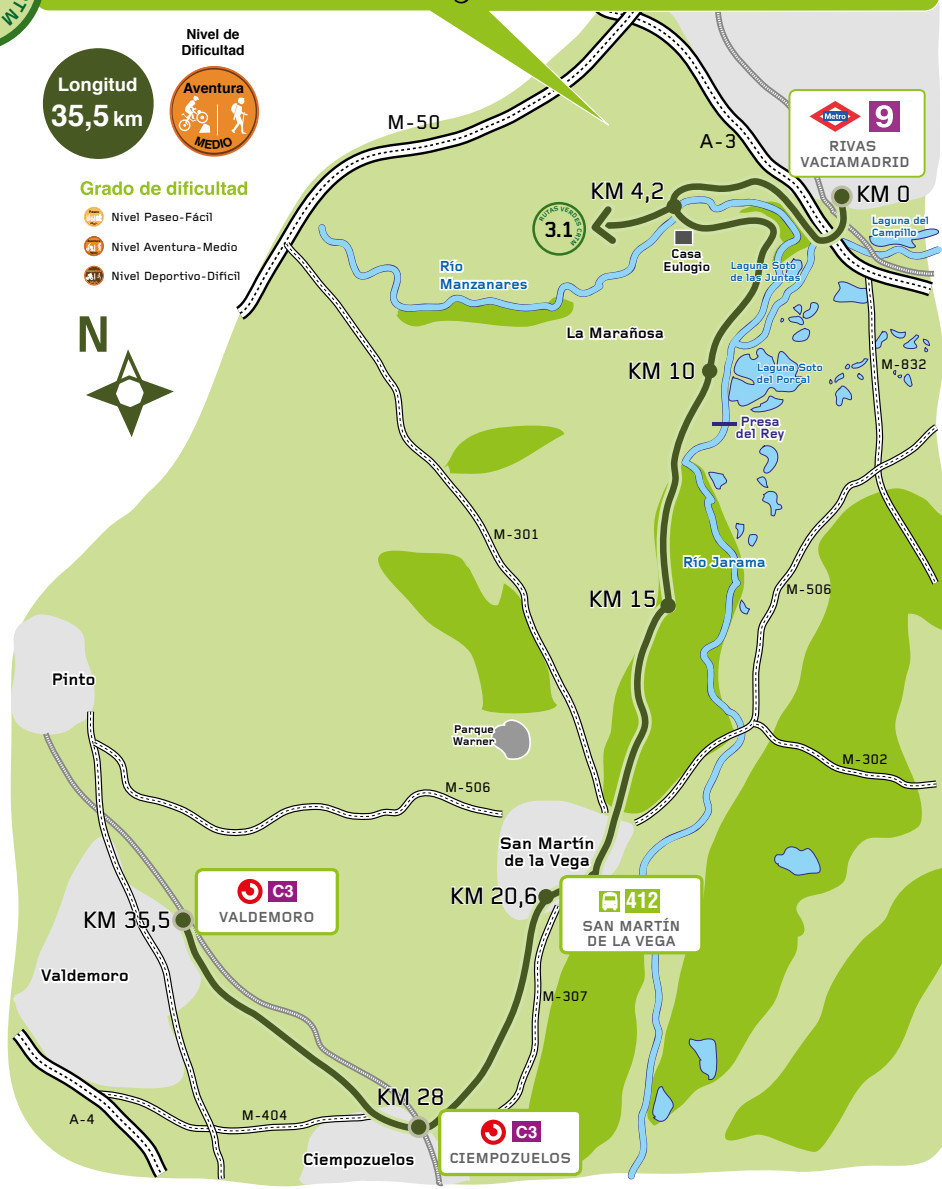 CRTM
Nivel de
Dificultad
Longitud
35,5 km
Aventura
MEDIO
Grado de dificultad
Nivel Paseo-Fácil
Nivel Aventura-Medio
Nivel Deportivo-Difícil
N
M-50
A-3
Metro
9
RIVAS
VACIAMADRID
KM 4,2
KM 0
RUTAS VERDES CRTM
3.1
Casa
Eulogio
Laguna del
Campillo
Río
Manzanares
Laguna Soto
de las Juntas
La Marañosa
KM 10
Laguna Soto
del Porcal
M-832
Presa
del Rey
M-301
Río Jarama
M-506
KM 15
Pinto
Parque
Warner
M-302
M-506
San Martín
de la Vega
KM 20,6
412
SAN MARTÍN
DE LA VEGA
C3
VALDEMORO
KM 35,5
Valdemoro
M-307
KM 28
A-4
M-404
Ciempozuelos
C3
CIEMPOZUELOS